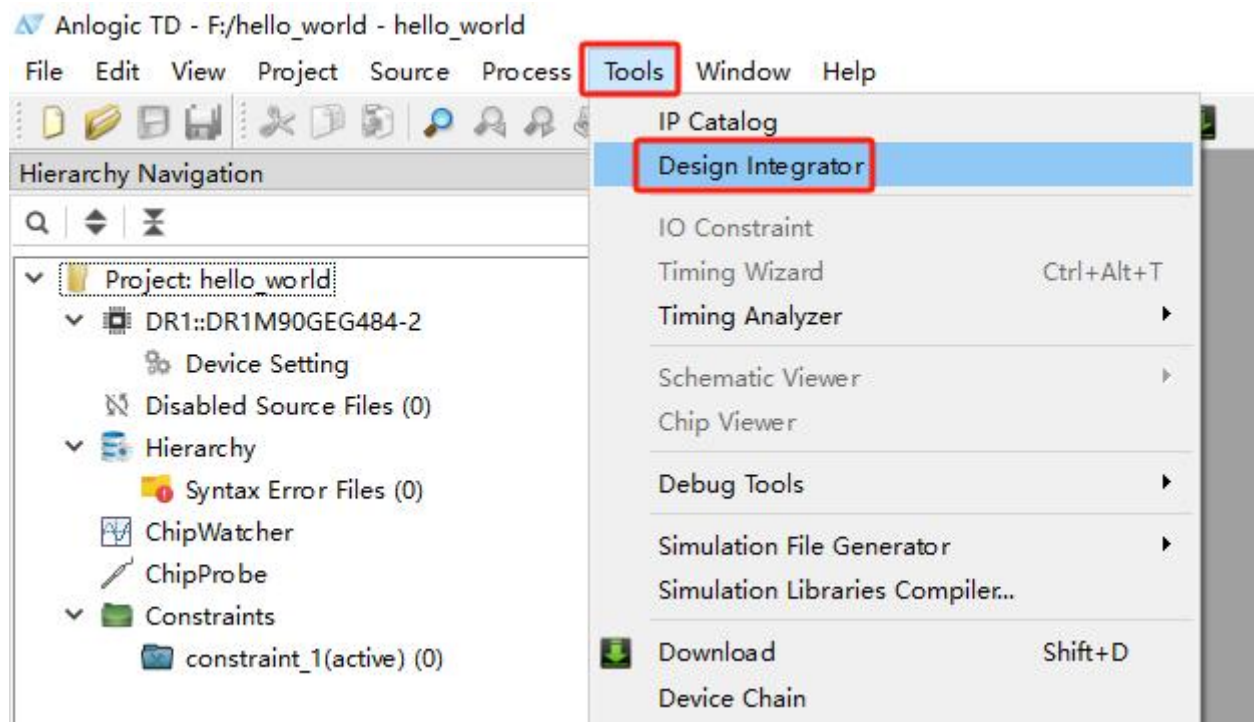 Anlogic TD - F:/hello_world - hello_world
File Edit View Project Source Process Tools Window Help
Hierarchy Navigation
Project: hello_world
DR1::DR1M90GEG484-2
Device Setting
Disabled Source Files (0)
Hierarchy
Syntax Error Files (0)
ChipWatcher
ChipProbe
Constraints
constraint_1(active) (0)
IP Catalog
Design Integrator
IO Constraint
Timing Wizard Ctrl+Alt+T
Timing Analyzer
Schematic Viewer
Chip Viewer
Debug Tools
Simulation File Generator
Simulation Libraries Compiler...
Download Shift+D
Device Chain